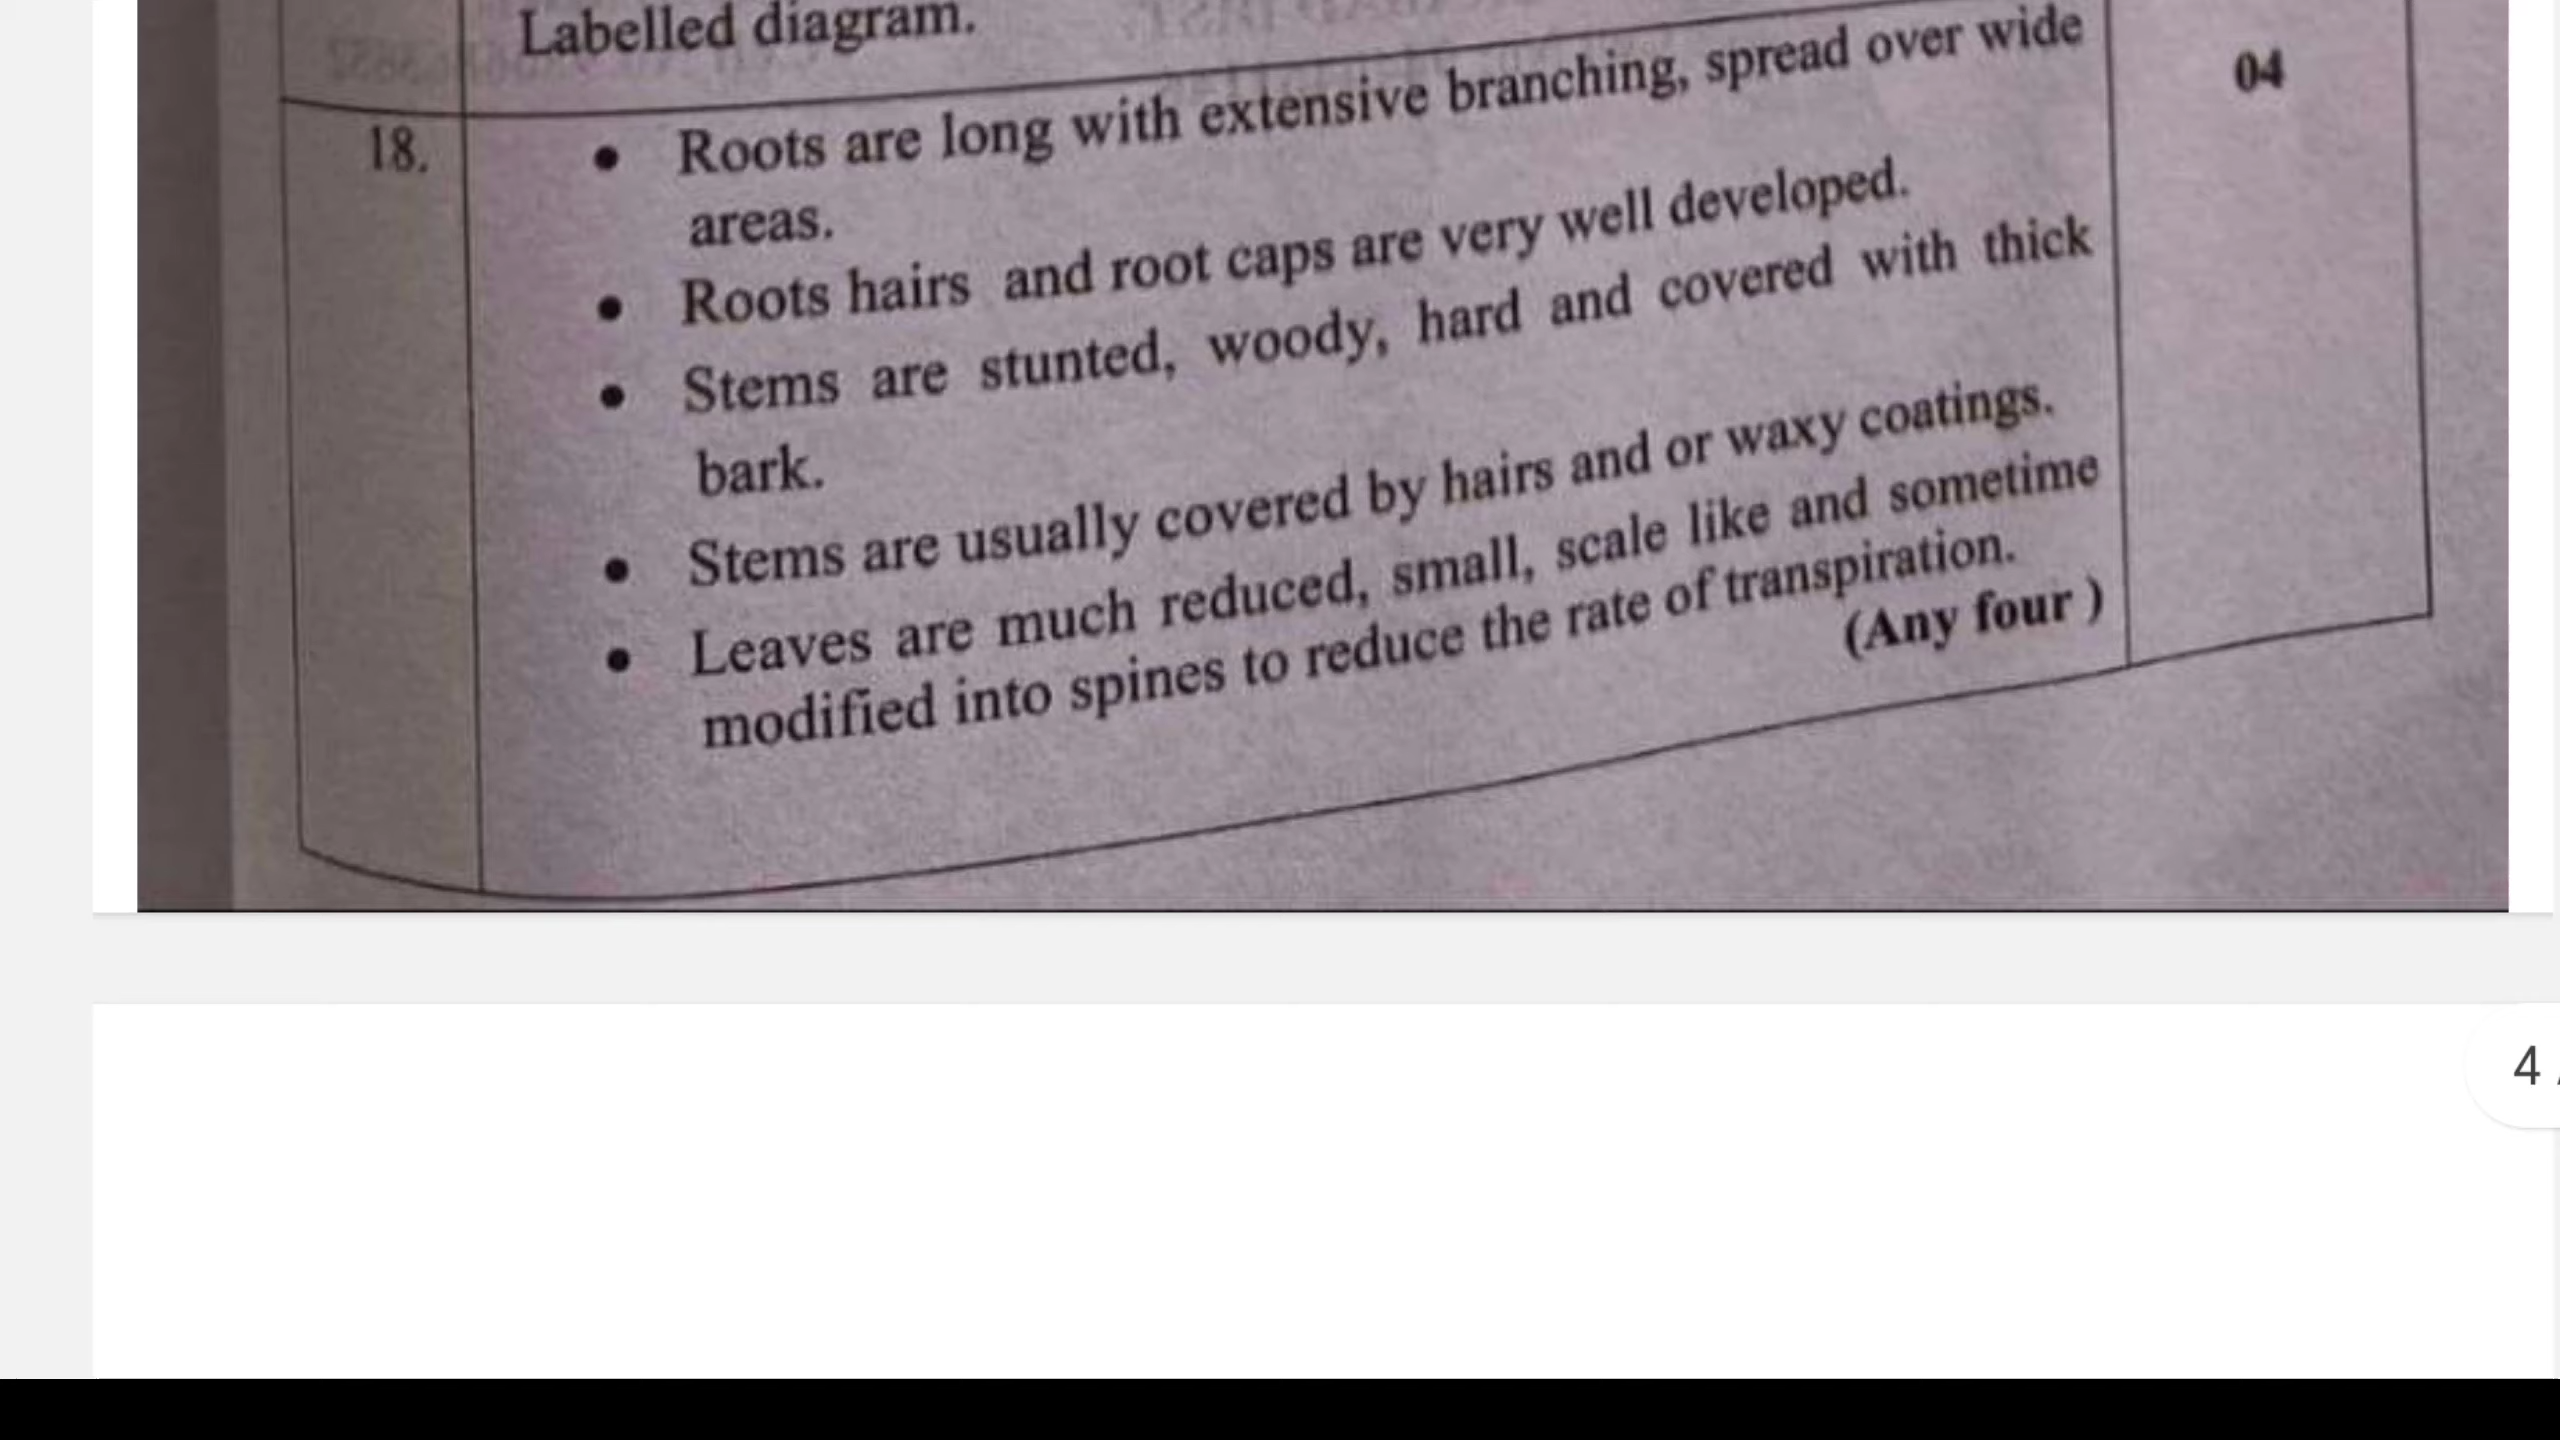 Labelled diagram.
18.
• Roots are long with extensive branching, spread over wide
04
areas.
• Roots hairs and root caps are very well developed.
• Stems are stunted, woody, hard and covered with thick
bark.
• Stems are usually covered by hairs and or waxy coatings.
• Leaves are much reduced, small, scale like and sometime
modified into spines to reduce the rate of transpiration.
(Any four )
4